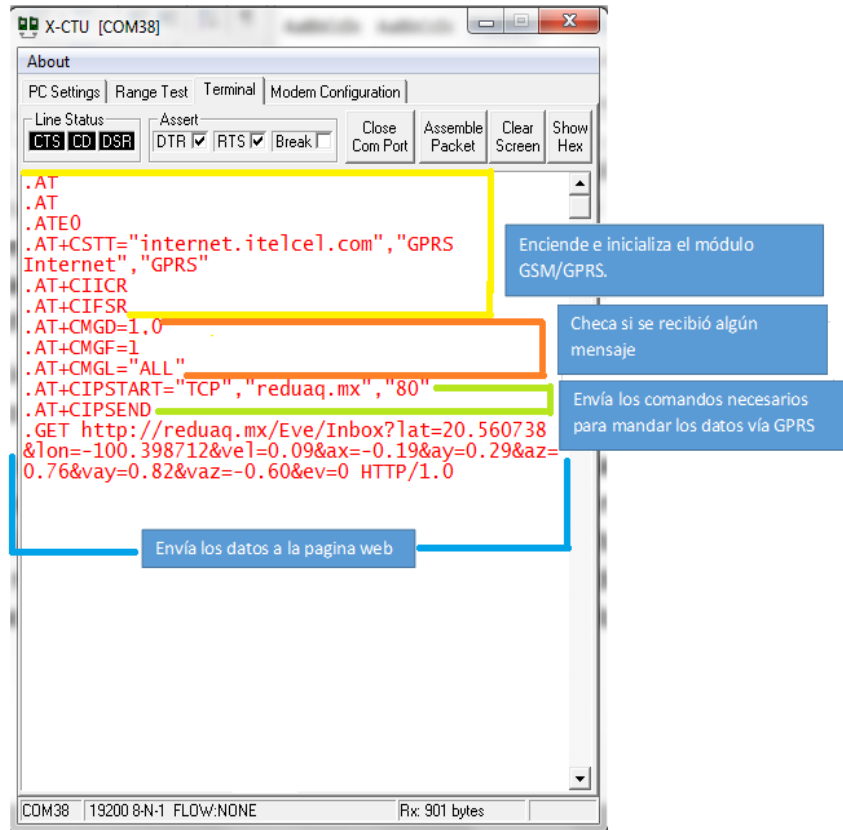 X-CTU [COM38]
About
PC Settings Range Test Terminal Modem Configuration
Line Status
CTS CD DSR
Assert
DTR RTS Break
Close Com Port
Assemble Packet
Clear Screen
Show Hex
.AT
.AT
.ATE0
.AT+CSTT="internet.itelcel.com","GPRS
Internet","GPRS"
.AT+CIICR
.AT+CIFSR
.AT+CMGD=1,0
.AT+CMGF=1
.AT+CMGL="ALL"
.AT+CIPSTART="TCP","reduaq.mx","80"
.AT+CIPSEND
.GET http://reduaq.mx/Eve/Inbox?lat=20.560738
&lon=-100.398712&vel=0.09&ax=-0.19&ay=0.29&az=
0.76&vay=0.82&vaz=-0.60&ev=0 HTTP/1.0
Enciende e inicializa el módulo
GSM/GPRS.
Checa si se recibió algún
mensaje
Envía los comandos necesarios
para mandar los datos vía GPRS
Envía los datos a la pagina web
COM38 19200 8-N-1 FLOW:NONE Rx: 901 bytes